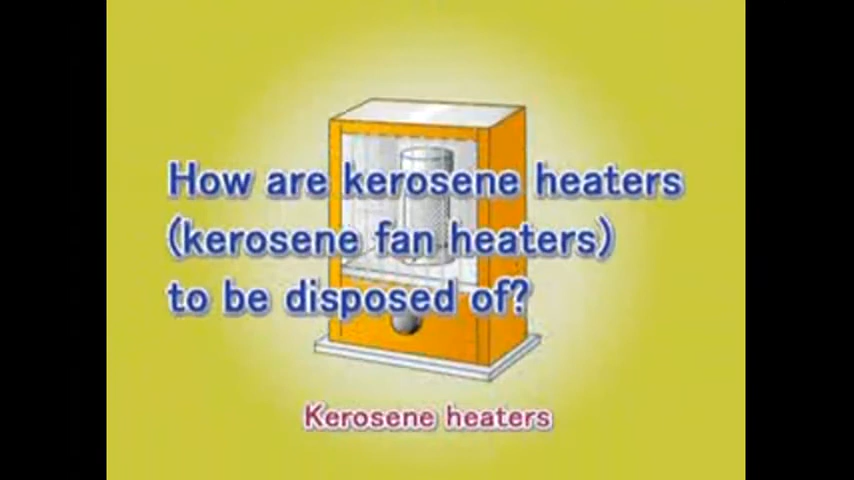 How are kerosene heaters
(kerosene fan heaters)
to be disposed of?
Kerosene heaters